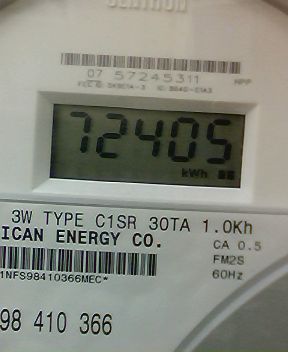 CENTRON
07 57245311
72405
kWh
3W TYPE C1SR 30TA 1.0Kh
ICAN ENERGY CO.
CA 0.5
FM2S
1NFS98410366MEC*
60Hz
98 410 366